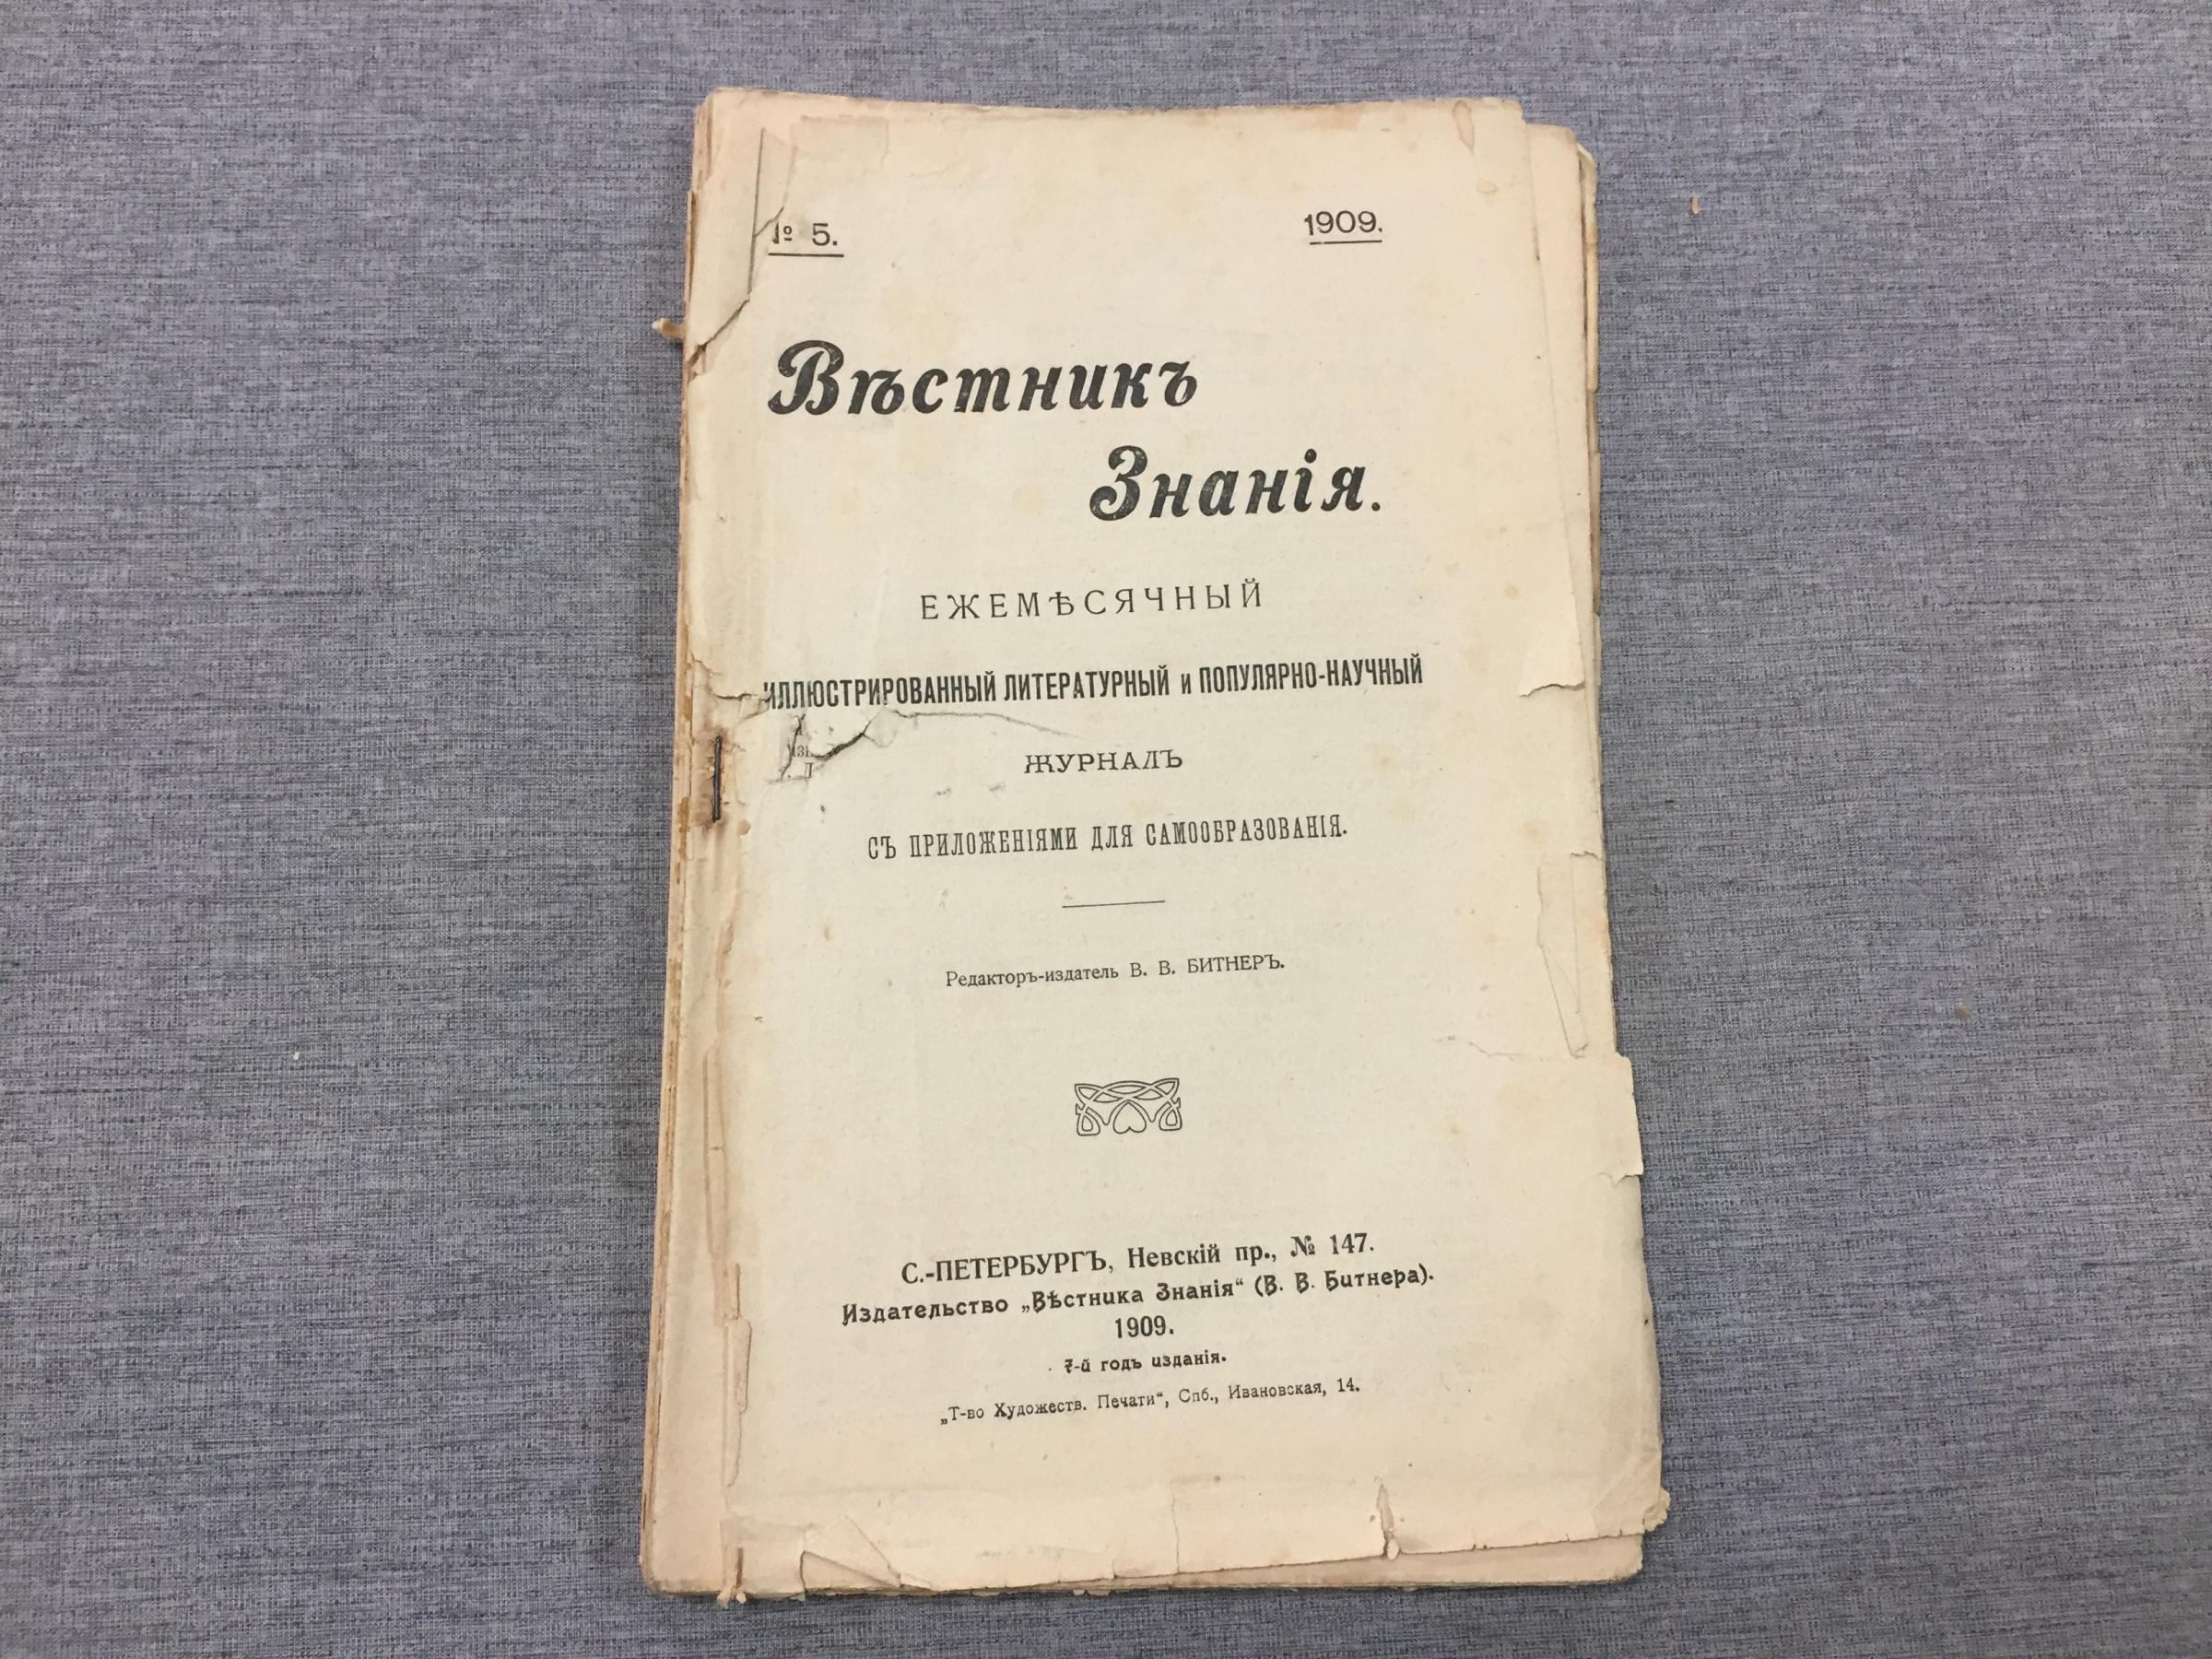 № 5. 1909.
Вѣстникъ
Знанія.
ЕЖЕМѢСЯЧНЫЙ
ИЛЛЮСТРИРОВАННЫЙ ЛИТЕРАТУРНЫЙ и ПОПУЛЯРНО-НАУЧНЫЙ
ЖУРНАЛЪ
СЪ ПРИЛОЖЕНІЯМИ ДЛЯ САМООБРАЗОВАНІЯ.
Редакторъ-издатель В. В. БИТНЕРЪ.
С.-ПЕТЕРБУРГЪ, Невскій пр., № 147.
Издательство „Вѣстника Знанія“ (В. В. Битнера).
1909.
7-й годъ изданія.
„Т-во Художеств. Печати“, Спб., Ивановская, 14.